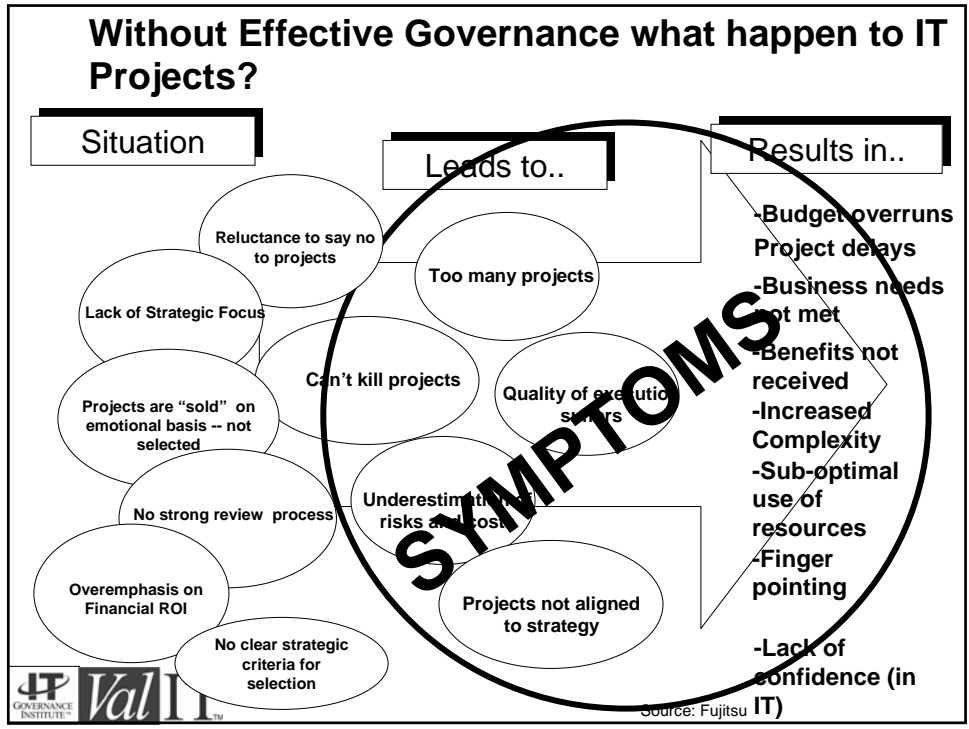 Without Effective Governance what happen to IT
Projects?
Situation
Leads to..
Results in..
Reluctance to say no
to projects
Lack of Strategic Focus
Projects are “sold” on
emotional basis -- not
selected
No strong review process
Overemphasis on
Financial ROI
No clear strategic
criteria for
selection
Too many projects
Can’t kill projects
Quality of execution
suffers
Underestimation of
risks and costs
Projects not aligned
to strategy
SYMPTOMS
-Budget overruns
Project delays
-Business needs
not met
-Benefits not
received
-Increased
Complexity
-Sub-optimal
use of
resources
-Finger
pointing
-Lack of
confidence (in
IT)
Source: Fujitsu
IT
GOVERNANCE
INSTITUTE™
Val IT™